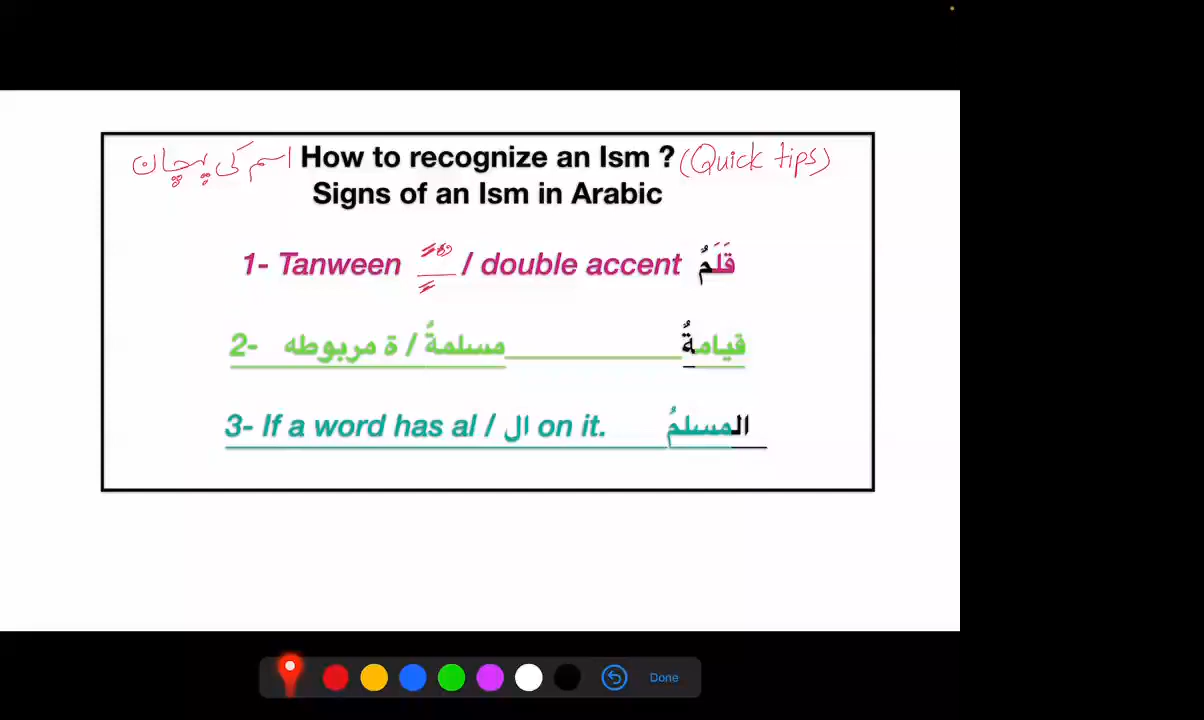 اسم کی پہچان How to recognize an Ism ? (Quick tips)
Signs of an Ism in Arabic
1- Tanween / double accent قَلَمٌ
2- مسلمةٌ / ة مربوطه قيامةٌ
3- If a word has al / ال on it. المسلمُ
Done